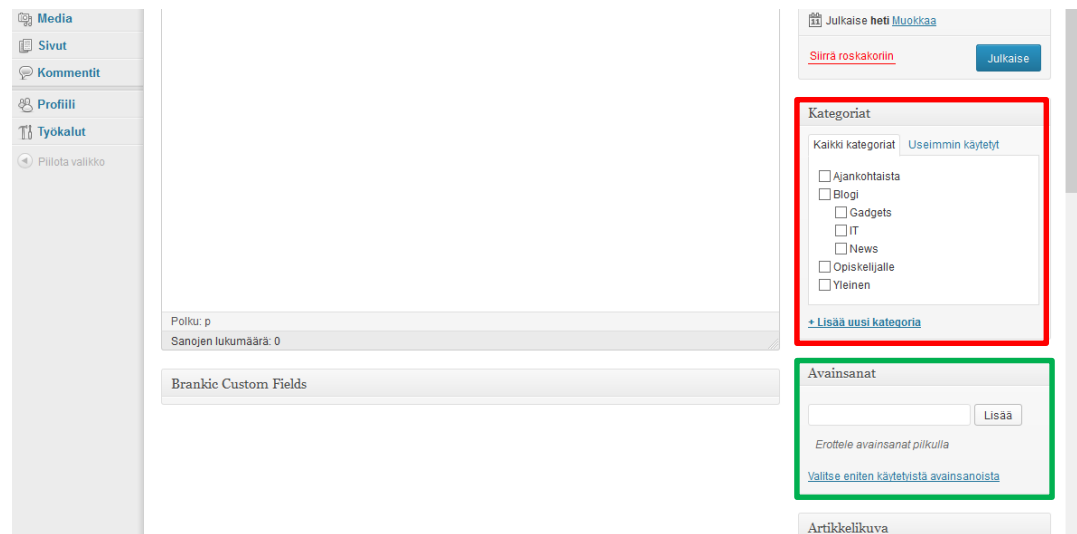 Media
Sivut
Kommentit
Profiili
Työkalut
Piilota valikko
Polku: p
Sanojen lukumäärä: 0
Brankic Custom Fields
11 Julkaise heti Muokkaa
Siirrä roskakoriin Julkaise
Kategoriat
Kaikki kategoriat Useimmin käytetyt
Ajankohtaista
Blogi
Gadgets
IT
News
Opiskelijalle
Yleinen
+ Lisää uusi kategoria
Avainsanat
Lisää
Erottele avainsanat pilkulla
Valitse eniten käytetyistä avainsanoista
Artikkelikuva